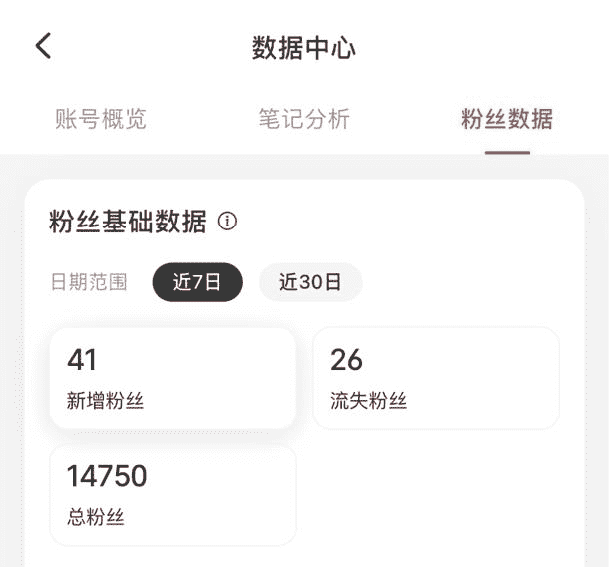 数据中心
账号概览 笔记分析 粉丝数据
粉丝基础数据
日期范围 近7日 近30日
41 26
新增粉丝 流失粉丝
14750
总粉丝